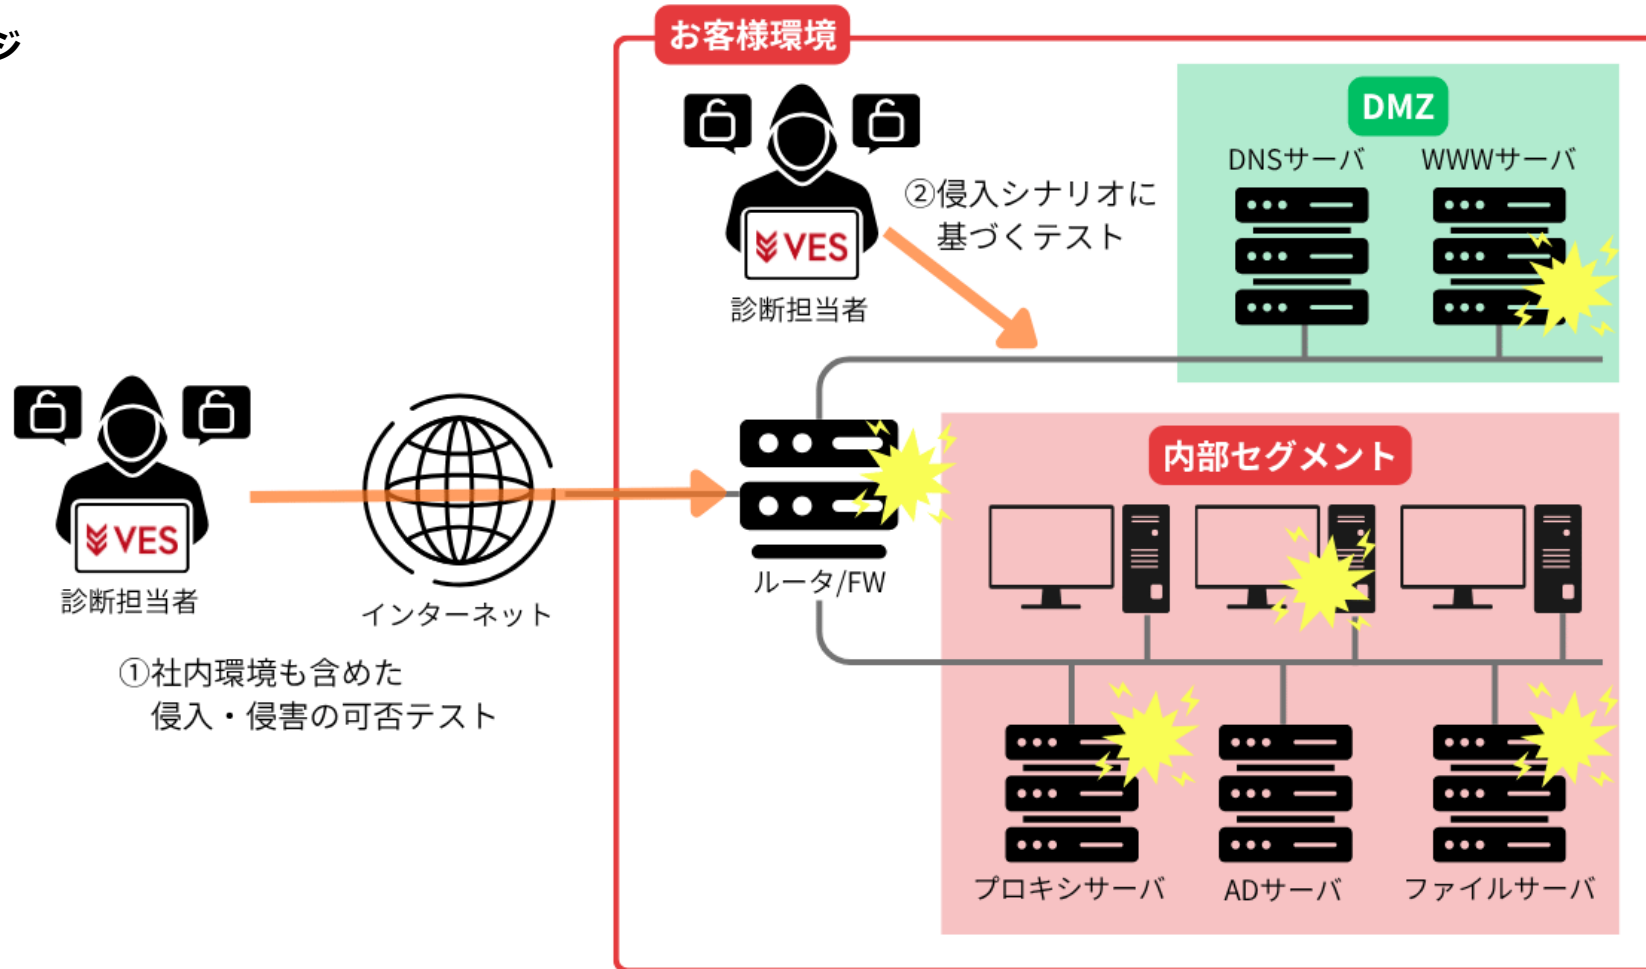 ジ
お客様環境
DMZ
DNSサーバ
WWWサーバ
②侵入シナリオに
基づくテスト
VES
診断担当者
内部セグメント
VES
診断担当者
インターネット
ルータ/FW
①社内環境も含めた
侵入・侵害の可否テスト
プロキシサーバ
ADサーバ
ファイルサーバ